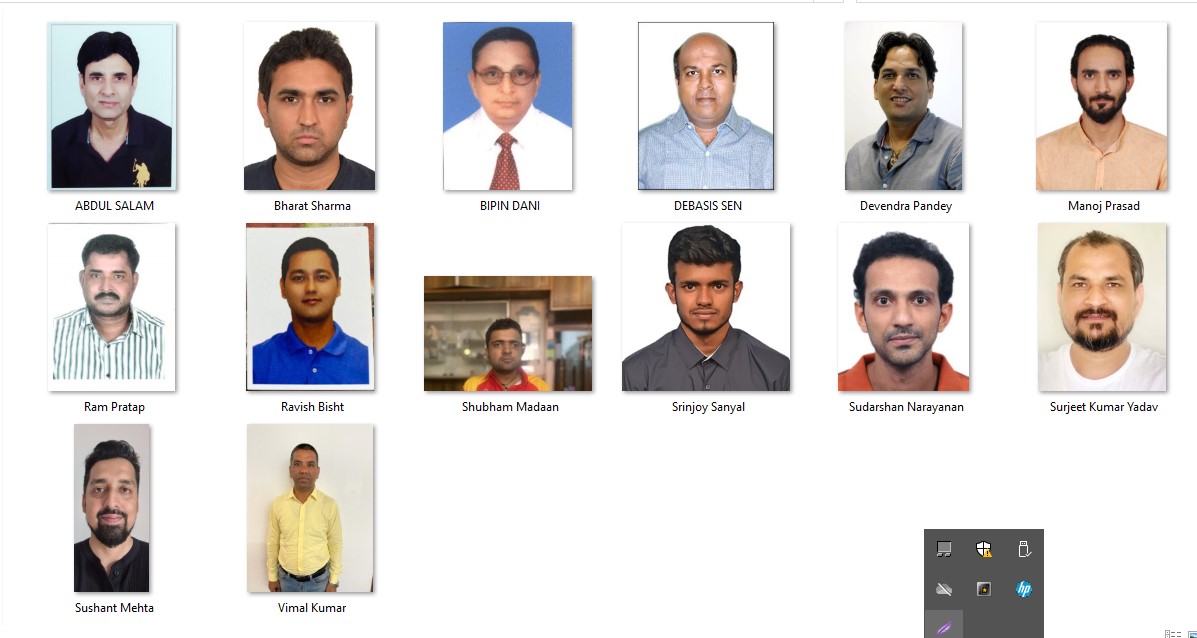 ABDUL SALAM
Bharat Sharma
BIPIN DANI
DEBASIS SEN
Devendra Pandey
Manoj Prasad
Ram Pratap
Ravish Bisht
Shubham Madaan
Srinjoy Sanyal
Sudarshan Narayanan
Surjeet Kumar Yadav
Sushant Mehta
Vimal Kumar
hp